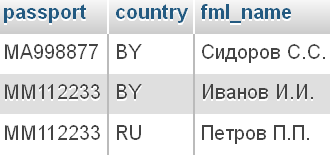 passport country fml_name
MA998877 BY Сидоров С.С.
MM112233 BY Иванов И.И.
MM112233 RU Петров П.П.